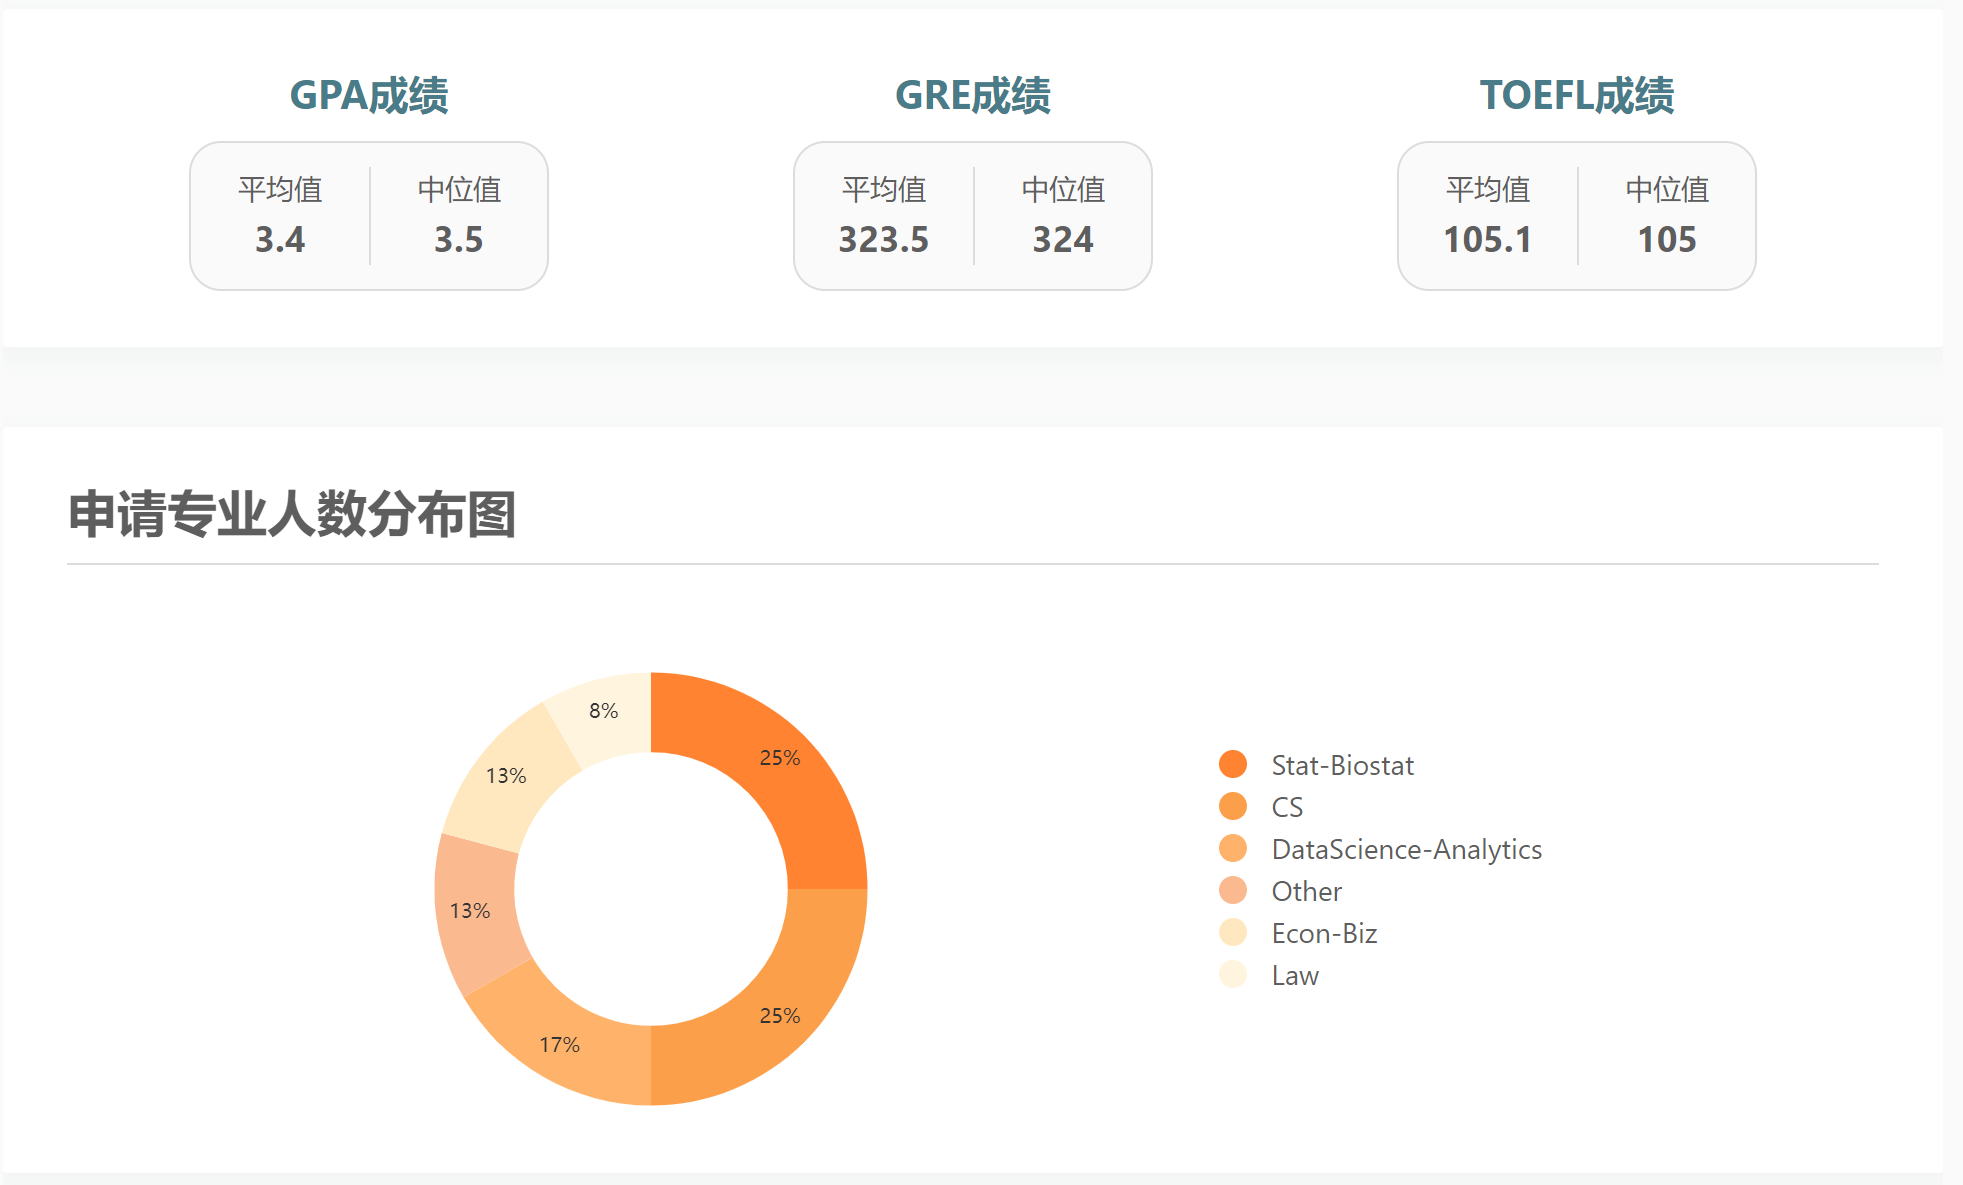 GPA成绩
平均值 中位值
3.4 3.5
GRE成绩
平均值 中位值
323.5 324
TOEFL成绩
平均值 中位值
105.1 105
申请专业人数分布图
8%
25%
13%
13%
25%
17%
Stat-Biostat
CS
DataScience-Analytics
Other
Econ-Biz
Law